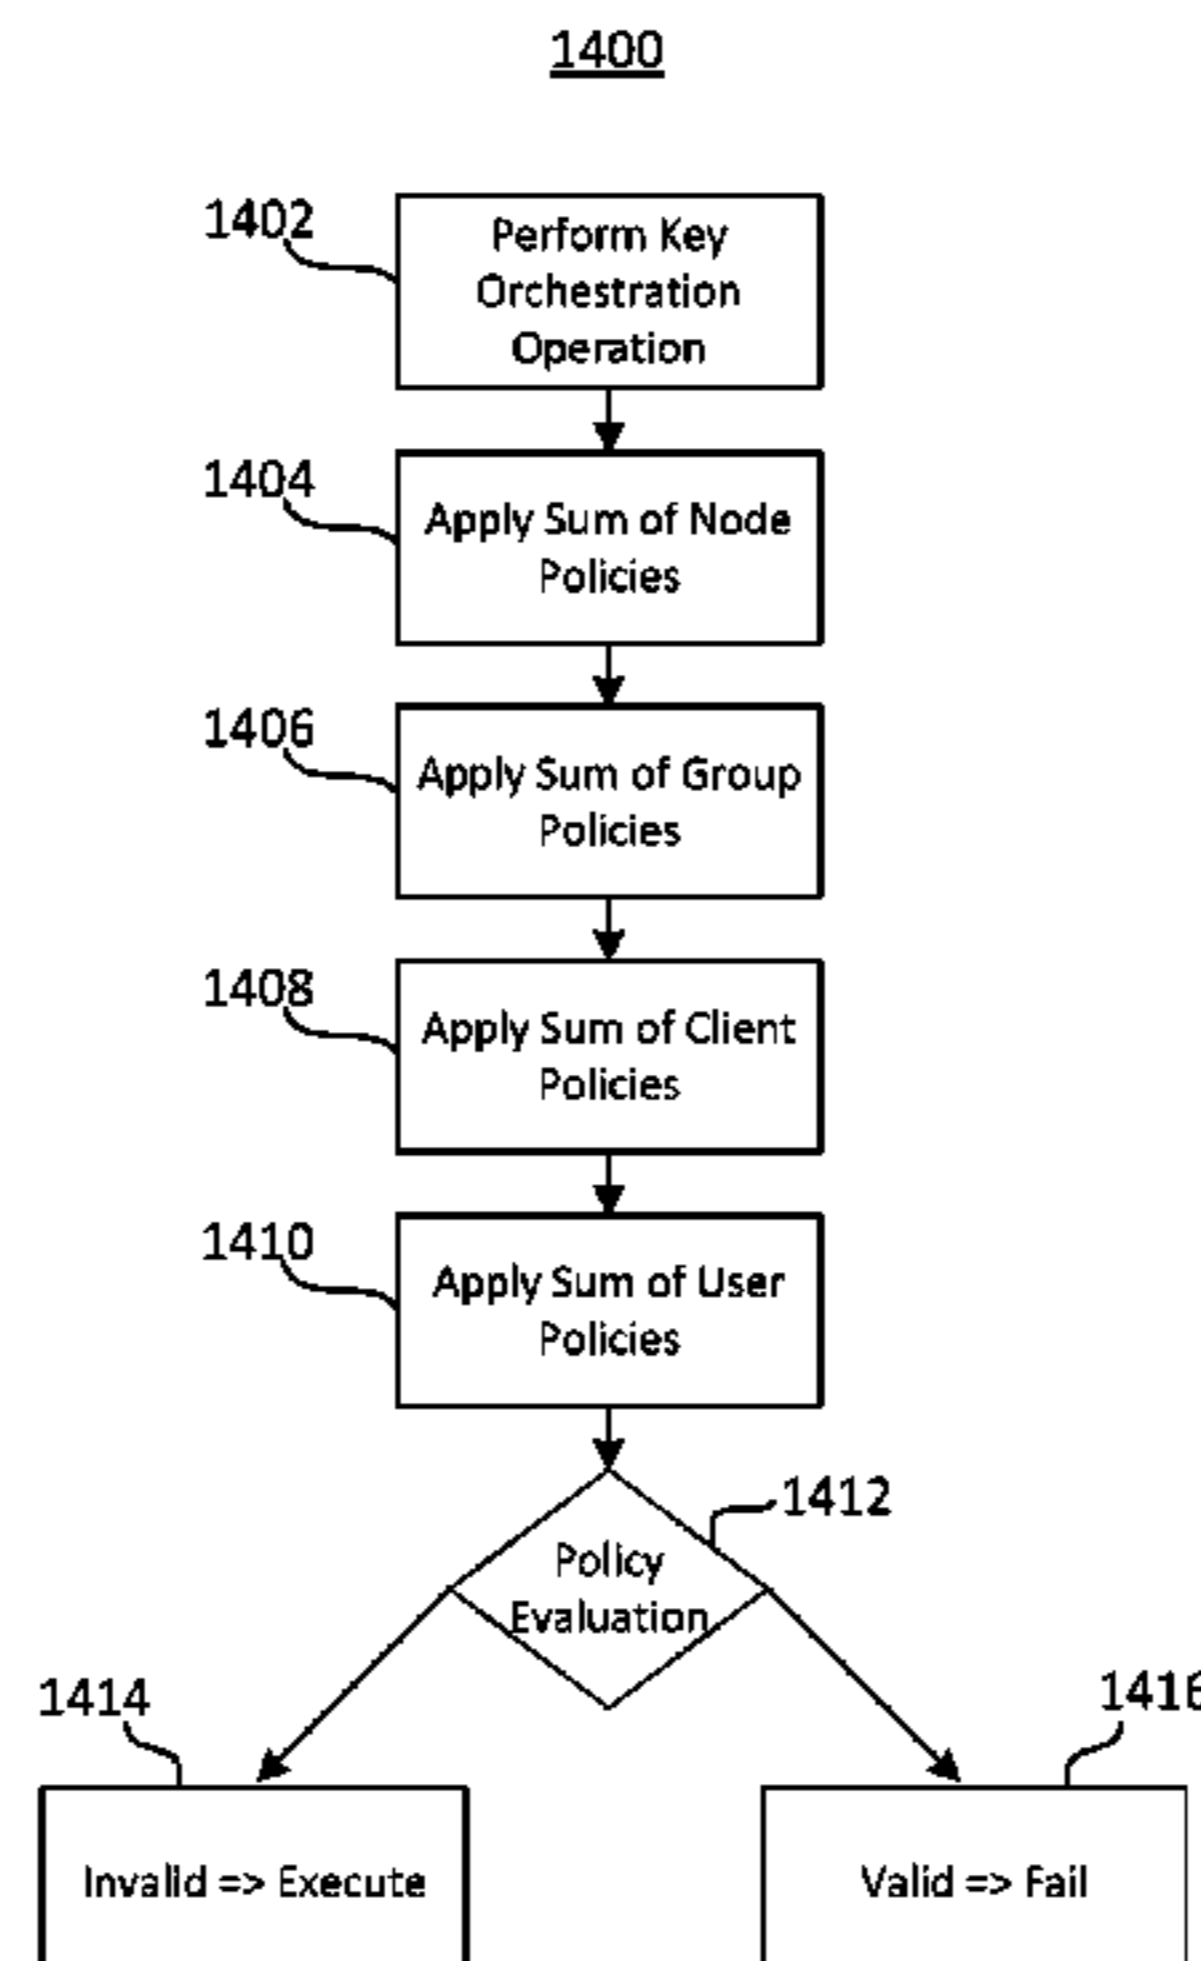 1400
1402
Perform Key
Orchestration
Operation
1404
Apply Sum of Node
Policies
1406
Apply Sum of Group
Policies
1408
Apply Sum of Client
Policies
1410
Apply Sum of User
Policies
1412
Policy
Evaluation
1414
1416
Invalid => Execute
Valid => Fail